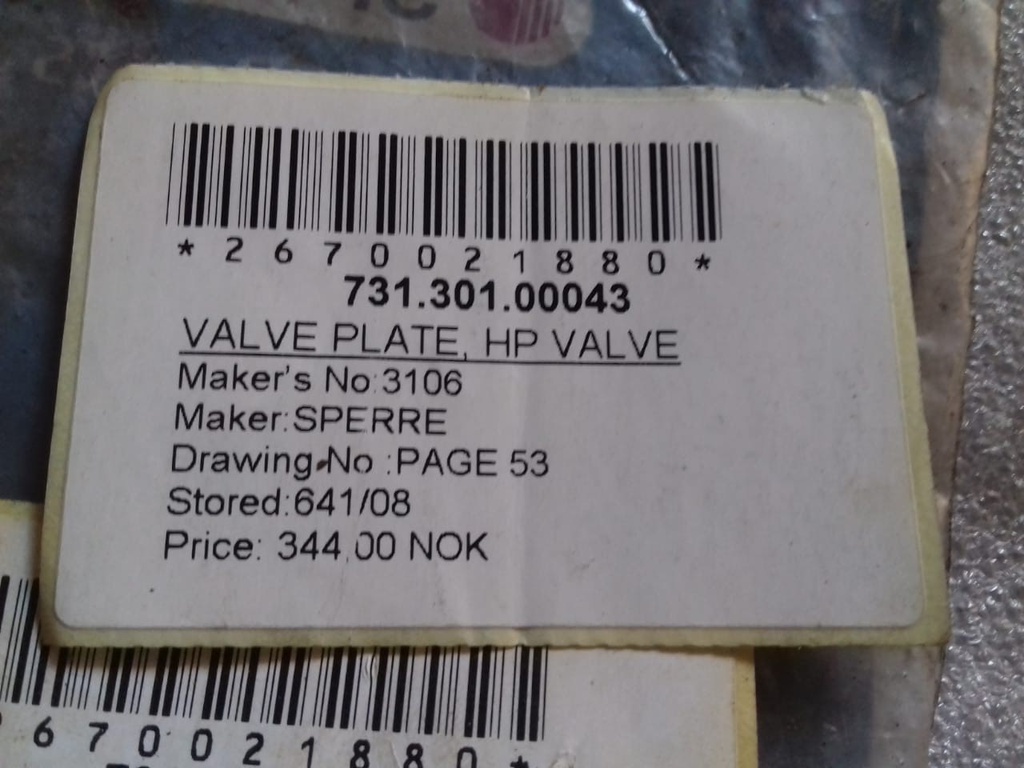 *2670021880*
731.301.00043
VALVE PLATE, HP VALVE
Maker's No:3106
Maker:SPERRE
Drawing-No :PAGE 53
Stored:641/08
Price: 344,00 NOK
670021880*